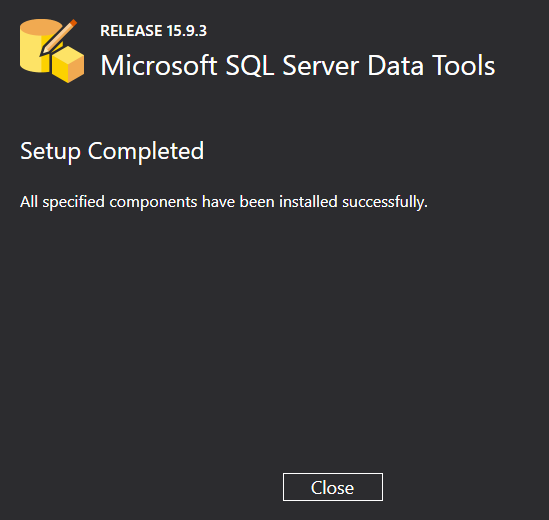 RELEASE 15.9.3
Microsoft SQL Server Data Tools
Setup Completed
All specified components have been installed successfully.
Close